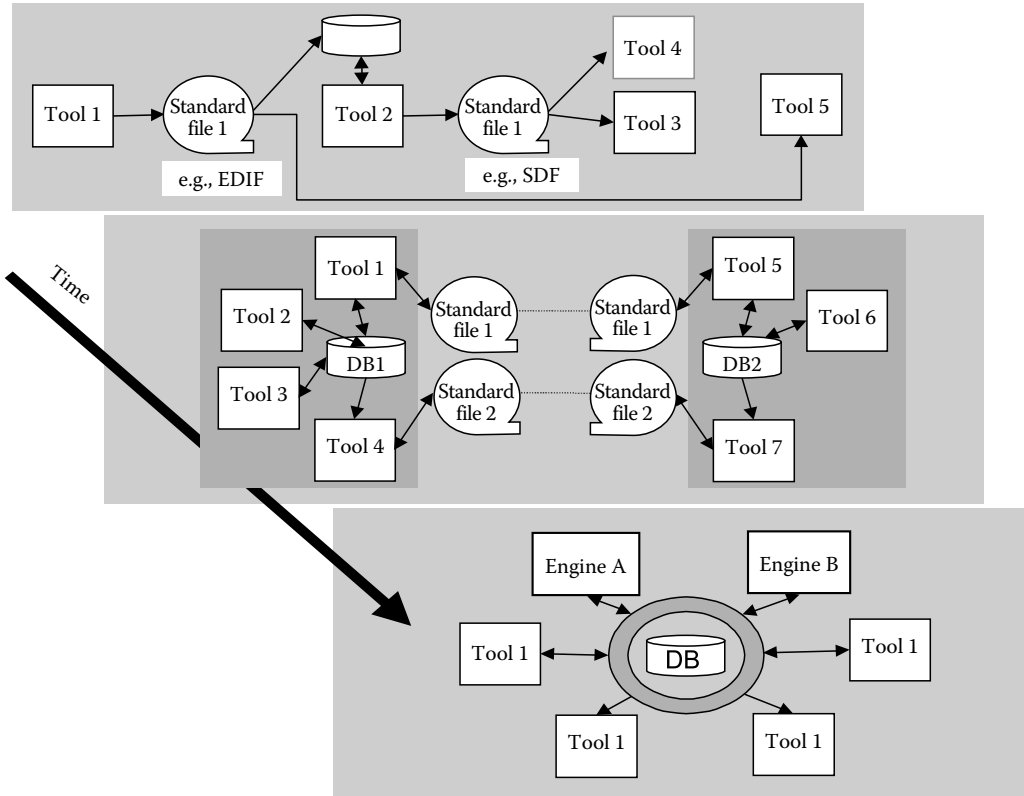 Tool 1
Standard
file 1
e.g., EDIF
Tool 2
Standard
file 1
e.g., SDF
Tool 4
Tool 3
Tool 5
Time
Tool 1
Tool 2
DB1
Tool 3
Tool 4
Standard
file 1
Standard
file 2
Standard
file 1
Standard
file 2
Tool 5
Tool 6
DB2
Tool 7
Engine A
Engine B
Tool 1
DB
Tool 1
Tool 1
Tool 1